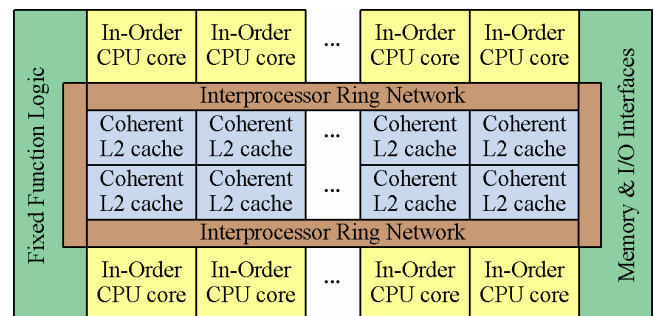 Fixed Function Logic
In-Order
CPU core
In-Order
CPU core
...
In-Order
CPU core
In-Order
CPU core
Memory & I/O Interfaces
Interprocessor Ring Network
Coherent
L2 cache
Coherent
L2 cache
...
Coherent
L2 cache
Coherent
L2 cache
Coherent
L2 cache
Coherent
L2 cache
...
Coherent
L2 cache
Coherent
L2 cache
Interprocessor Ring Network
In-Order
CPU core
In-Order
CPU core
...
In-Order
CPU core
In-Order
CPU core